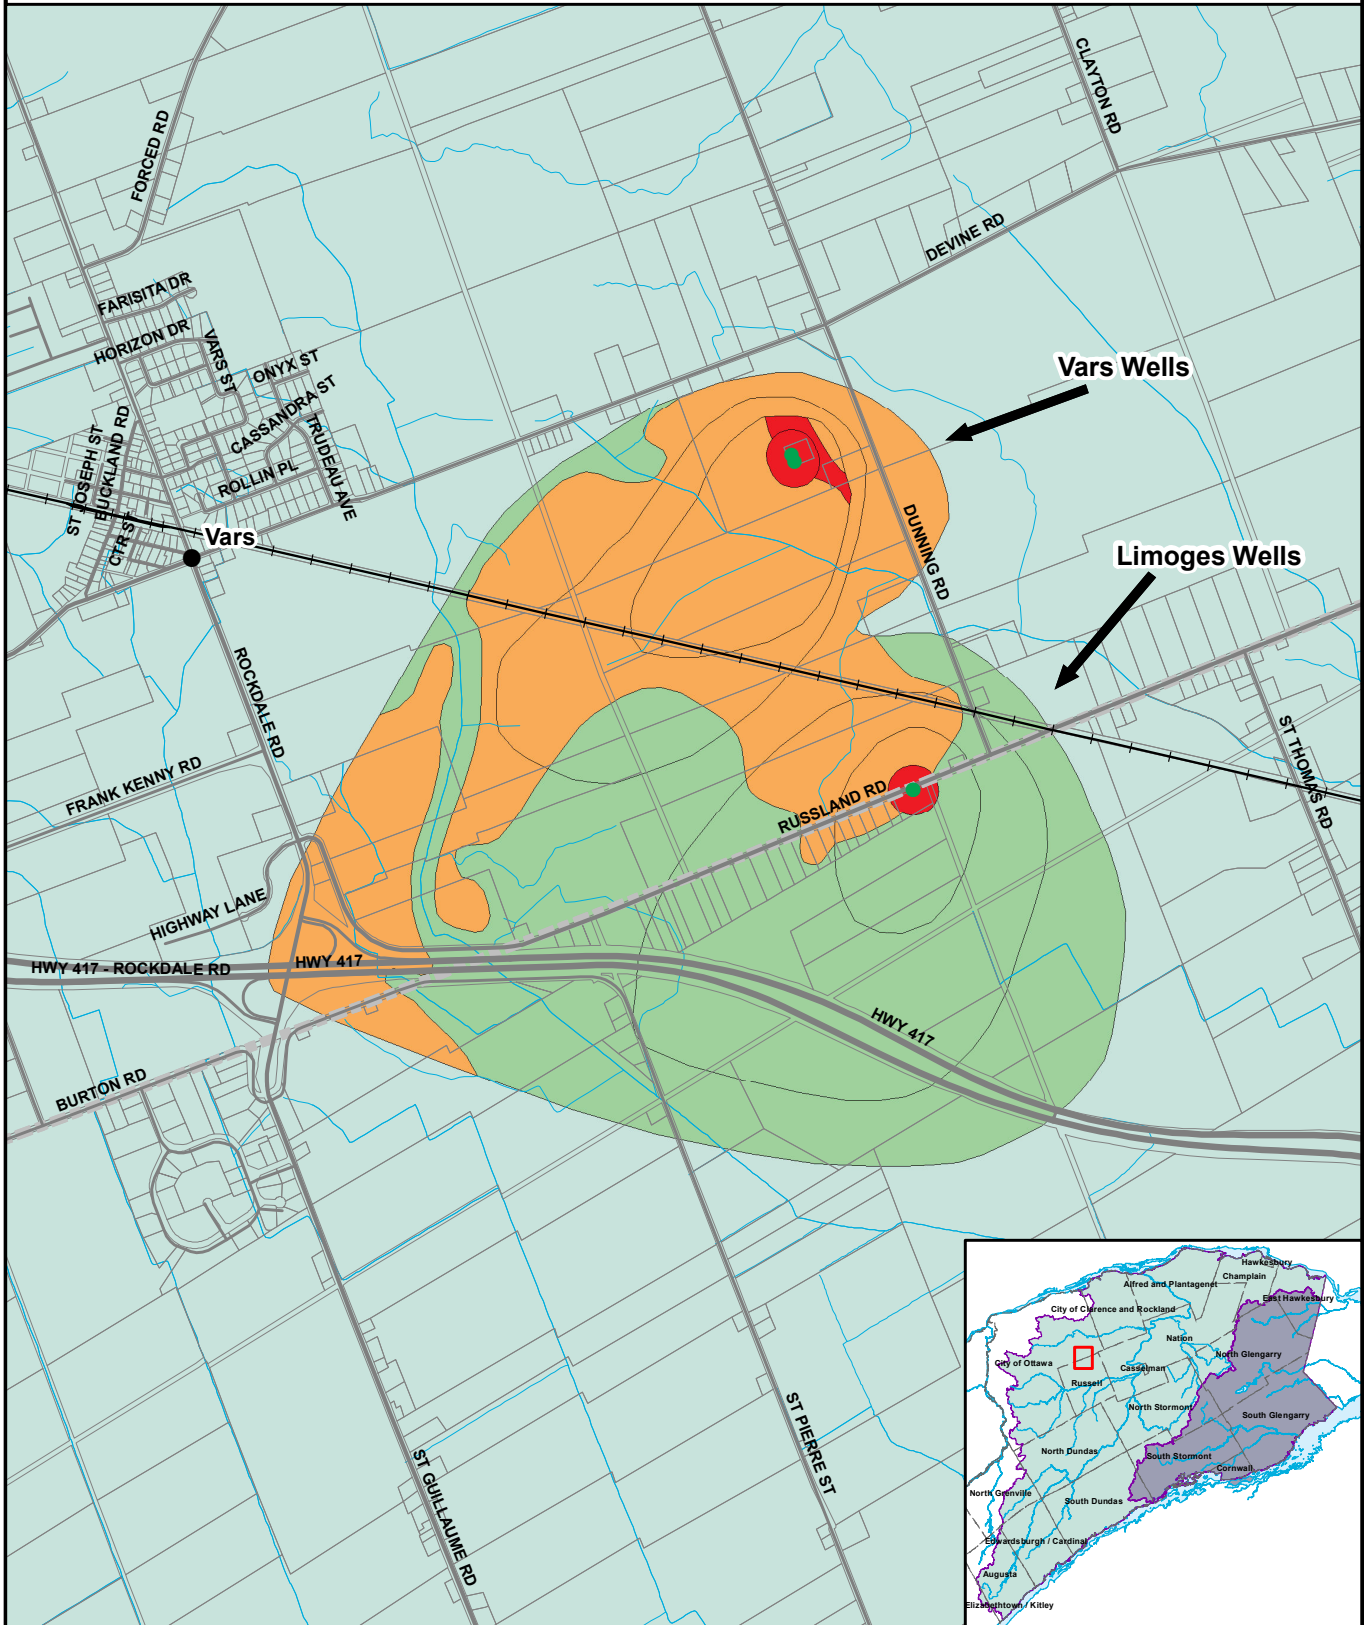 CLAYTON RD
FORCED RD
DEVINE RD
FARISITA DR
HORIZON DR
VARS ST
ONYX ST
CASSANDRA ST
TRUDEAU AVE
ROLLIN PL
ST JOSEPH ST
BUCKLAND RD
CTR ST
Vars
Vars Wells
DUNNING RD
Limoges Wells
ROCKDALE RD
FRANK KENNY RD
ST THOMAS RD
RUSSLAND RD
HIGHWAY LANE
HWY 417 - ROCKDALE RD
HWY 417
HWY 417
BURTON RD
ST PIERRE ST
ST GUILLAUME RD
Hawkesbury
Champlain
Alfred and Plantagenet
East Hawkesbury
City of Clarence and Rockland
Nation
North Glengarry
City of Ottawa
Casselman
Russell
North Stormont
South Glengarry
North Dundas
South Stormont
Cornwall
North Grenville
South Dundas
Edwardsburgh / Cardinal
Augusta
Elizabethtown / Kitley